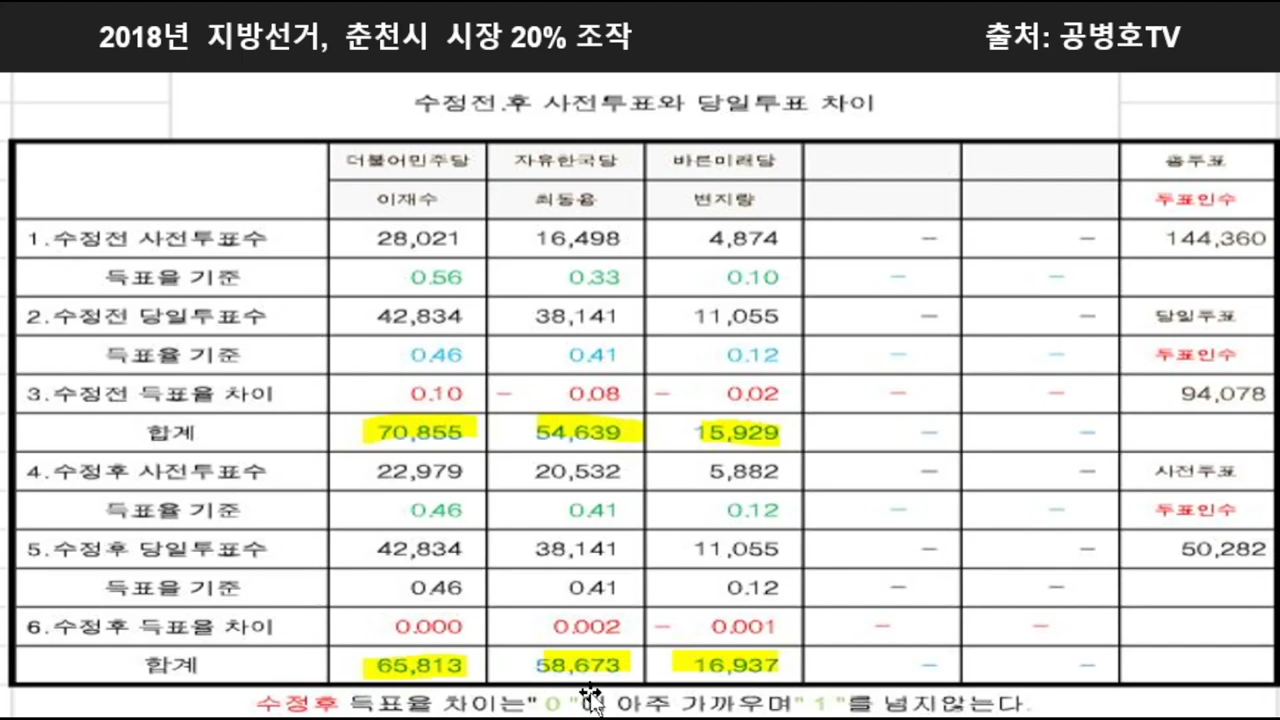 2018년 지방선거, 춘천시 시장 20% 조작 출처: 공병호TV
수정전.후 사전투표와 당일투표 차이
더불어민주당 자유한국당 바른미래당 총투표
이재수 최동용 변지량 투표인수
1.수정전 사전투표수 28,021 16,498 4,874 – – 144,360
득표율 기준 0.56 0.33 0.10 – –
2.수정전 당일투표수 42,834 38,141 11,055 – – 당일투표
득표율 기준 0.46 0.41 0.12 – – 투표인수
3.수정전 득표율 차이 0.10 – 0.08 – 0.02 – – 94,078
합계 70,855 54,639 15,929 – –
4.수정후 사전투표수 22,979 20,532 5,882 – – 사전투표
득표율 기준 0.46 0.41 0.12 – – 투표인수
5.수정후 당일투표수 42,834 38,141 11,055 – – 50,282
득표율 기준 0.46 0.41 0.12 – –
6.수정후 득표율 차이 0.000 0.002 – 0.001 – –
합계 65,813 58,673 16,937 – –
수정후 득표율 차이는" 0 " 아주 가까우며" 1 "를 넘지않는다.